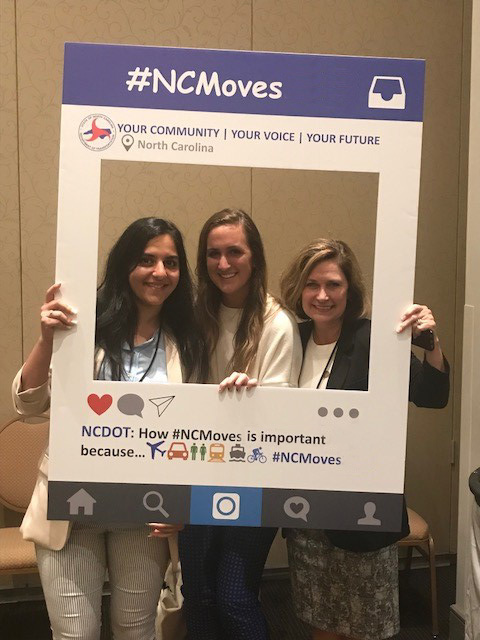 #NCMoves
YOUR COMMUNITY | YOUR VOICE | YOUR FUTURE
North Carolina
NCDOT: How #NCMoves is important
because... #NCMoves